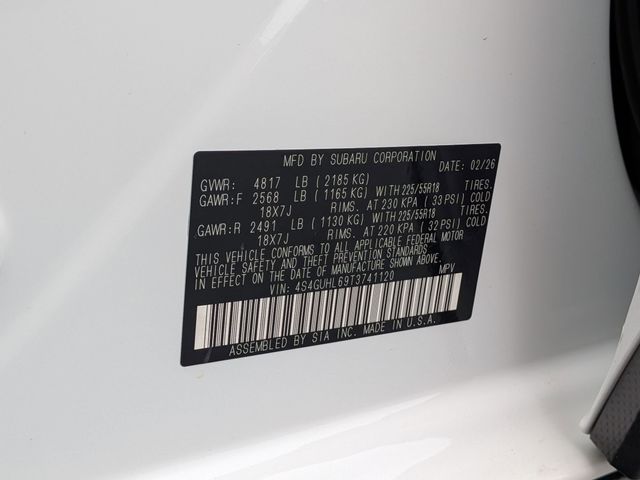 MFD BY SUBARU CORPORATION DATE: 02/26
GVWR: 4817 LB ( 2185 KG)
GAWR:F 2568 LB ( 1165 KG) WITH 225/55R18 TIRES.
18X7J RIMS. AT 230 KPA ( 33 PSI) COLD
GAWR:R 2491 LB ( 1130 KG) WITH 225/55R18 TIRES.
18X7J RIMS. AT 220 KPA ( 32 PSI) COLD
THIS VEHICLE CONFORMS TO ALL APPLICABLE FEDERAL MOTOR
VEHICLE SAFETY AND THEFT PREVENTION STANDARDS
IN EFFECT ON THE DATE OF MANUFACTURE SHOWN ABOVE.
VIN: 4S4GUHL69T3741120 MPV
ASSEMBLED BY SIA INC. MADE IN U.S.A.